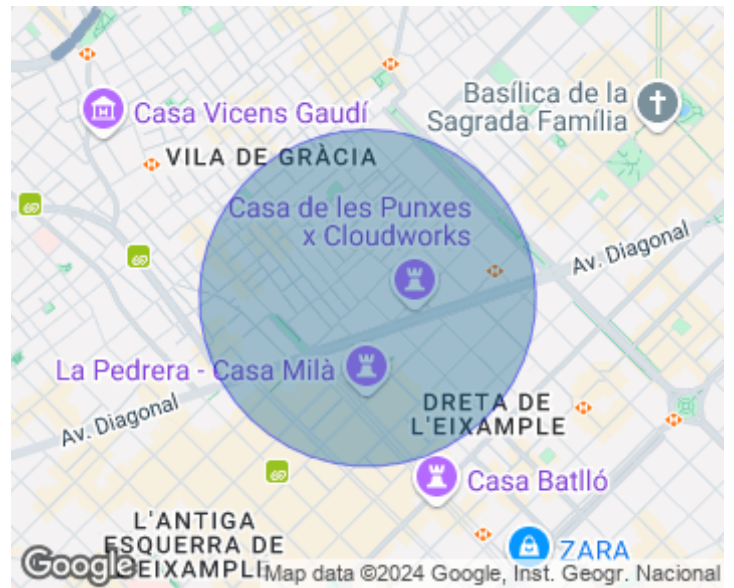 Casa Vicens Gaudí
Basílica de la
Sagrada Família
VILA DE GRÀCIA
Casa de les Punxes
x Cloudworks
Av. Diagonal
La Pedrera - Casa Milà
Av. Diagonal
DRETA DE
L'EIXAMPLE
Casa Batlló
L'ANTIGA
ESQUERRA DE
L'EIXAMPLE
ZARA
Google
Map data ©2024 Google, Inst. Geogr. Nacional